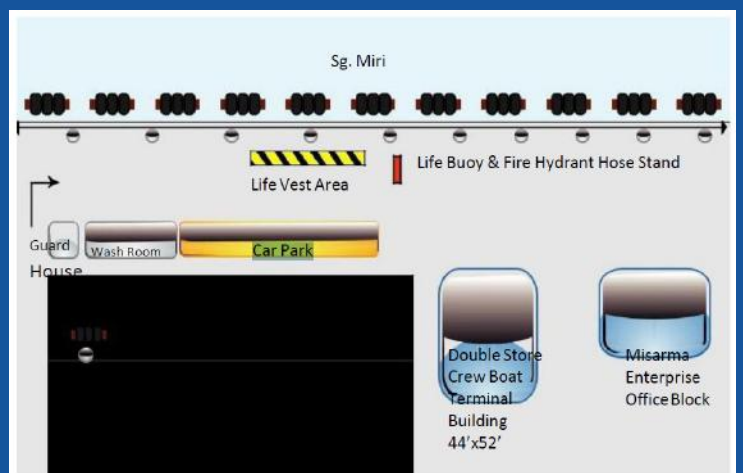 Sg. Miri
Life Buoy & Fire Hydrant Hose Stand
Life Vest Area
Guard
House
Wash Room
Car Park
Double Store
Crew Boat
Terminal
Building
44'x52'
Misarma
Enterprise
Office Block